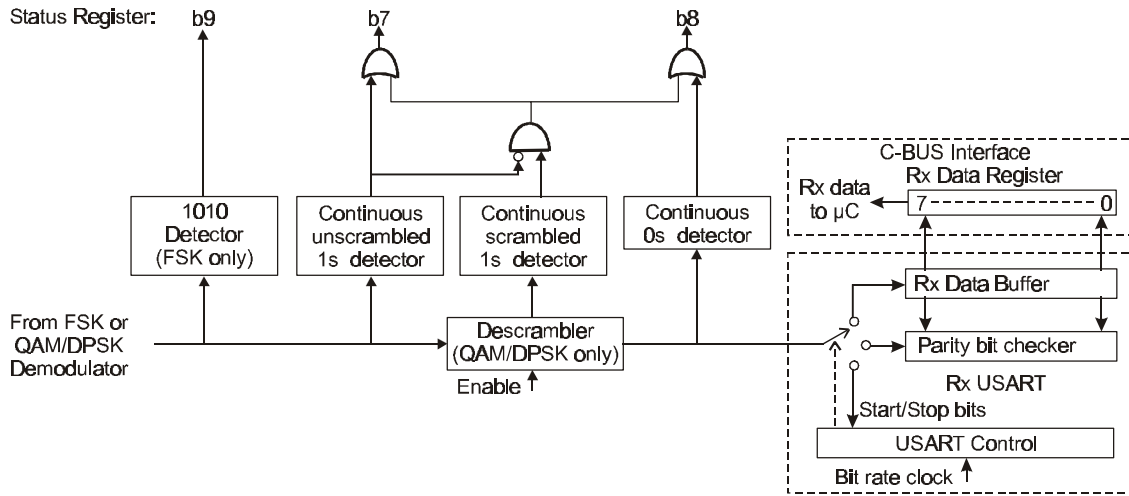 Status Register:
b9
b7
b8
C-BUS Interface
Rx Data Register
Rx data
to µC
7
0
1010
Detector
(FSK only)
Continuous
unscrambled
1s detector
Continuous
scrambled
1s detector
Continuous
0s detector
Rx Data Buffer
From FSK or
QAM/DPSK
Demodulator
Descrambler
(QAM/DPSK only)
Enable
Parity bit checker
Rx USART
Start/Stop bits
USART Control
Bit rate clock